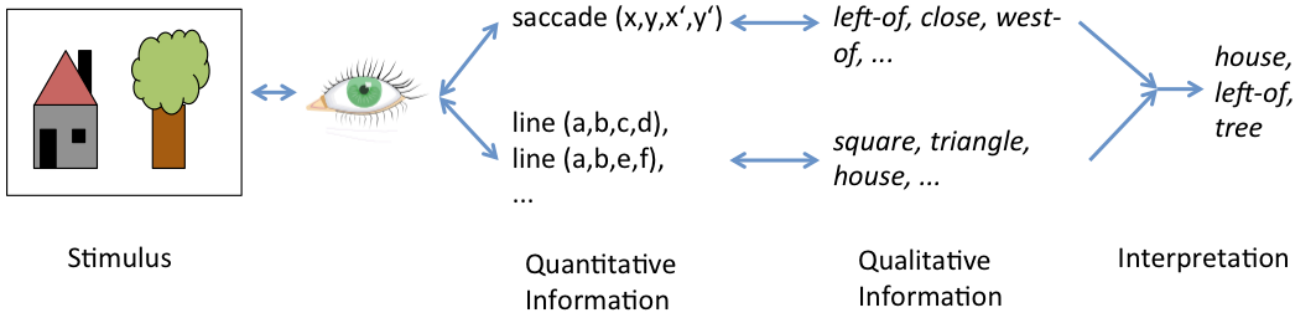 saccade (x,y,x‘,y‘)
left-of, close, west-
of, ...
house,
left-of,
tree
line (a,b,c,d),
line (a,b,e,f),
...
square, triangle,
house, ...
Stimulus
Quantitative
Information
Qualitative
Information
Interpretation